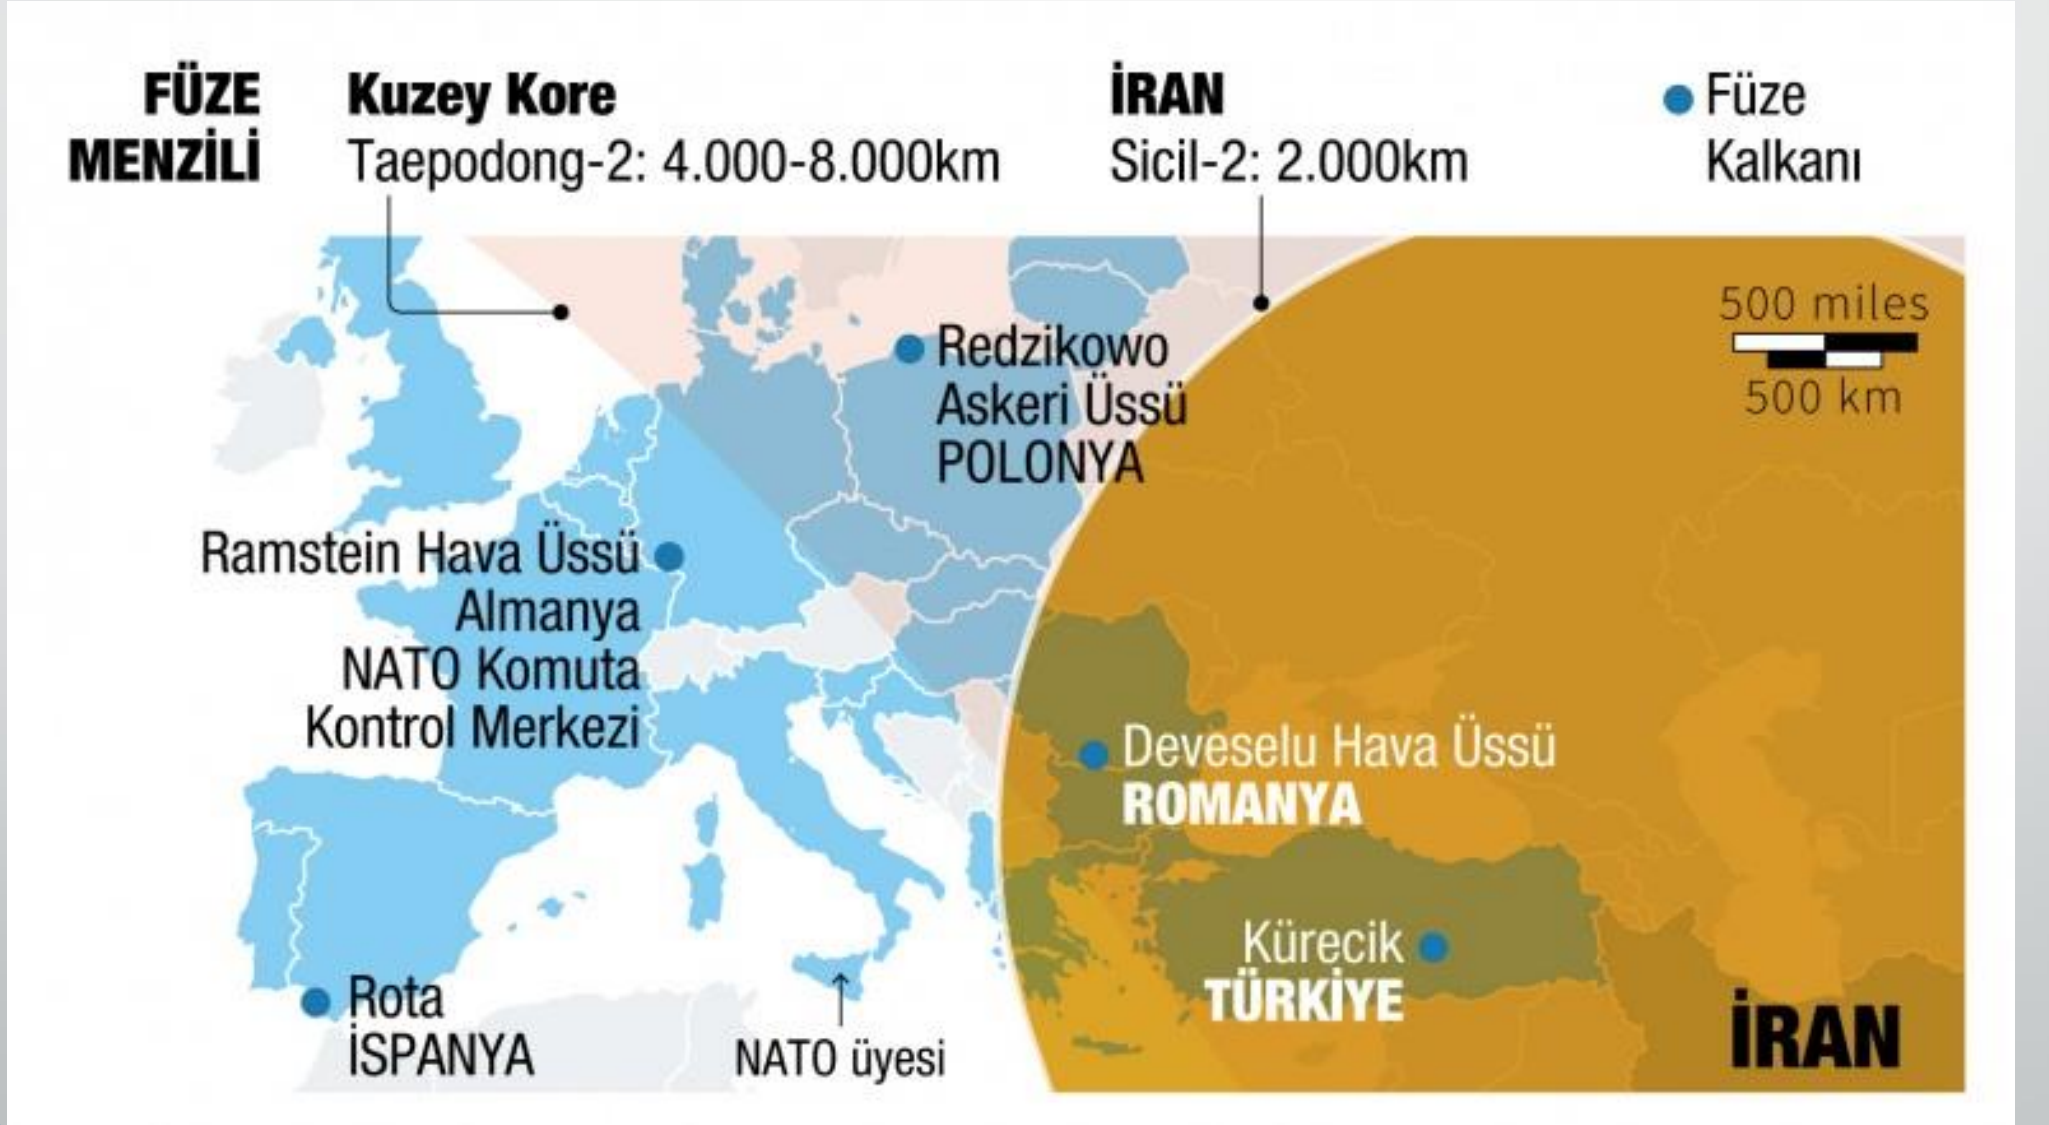 FÜZE
MENZİLİ
Kuzey Kore
Taepodong-2: 4.000-8.000km
İRAN
Sicil-2: 2.000km
Füze
Kalkanı
500 miles
500 km
Redzikowo
Askeri Üssü
POLONYA
Ramstein Hava Üssü
Almanya
NATO Komuta
Kontrol Merkezi
Deveselu Hava Üssü
ROMANYA
Kürecik
TÜRKİYE
Rota
İSPANYA
NATO üyesi
İRAN